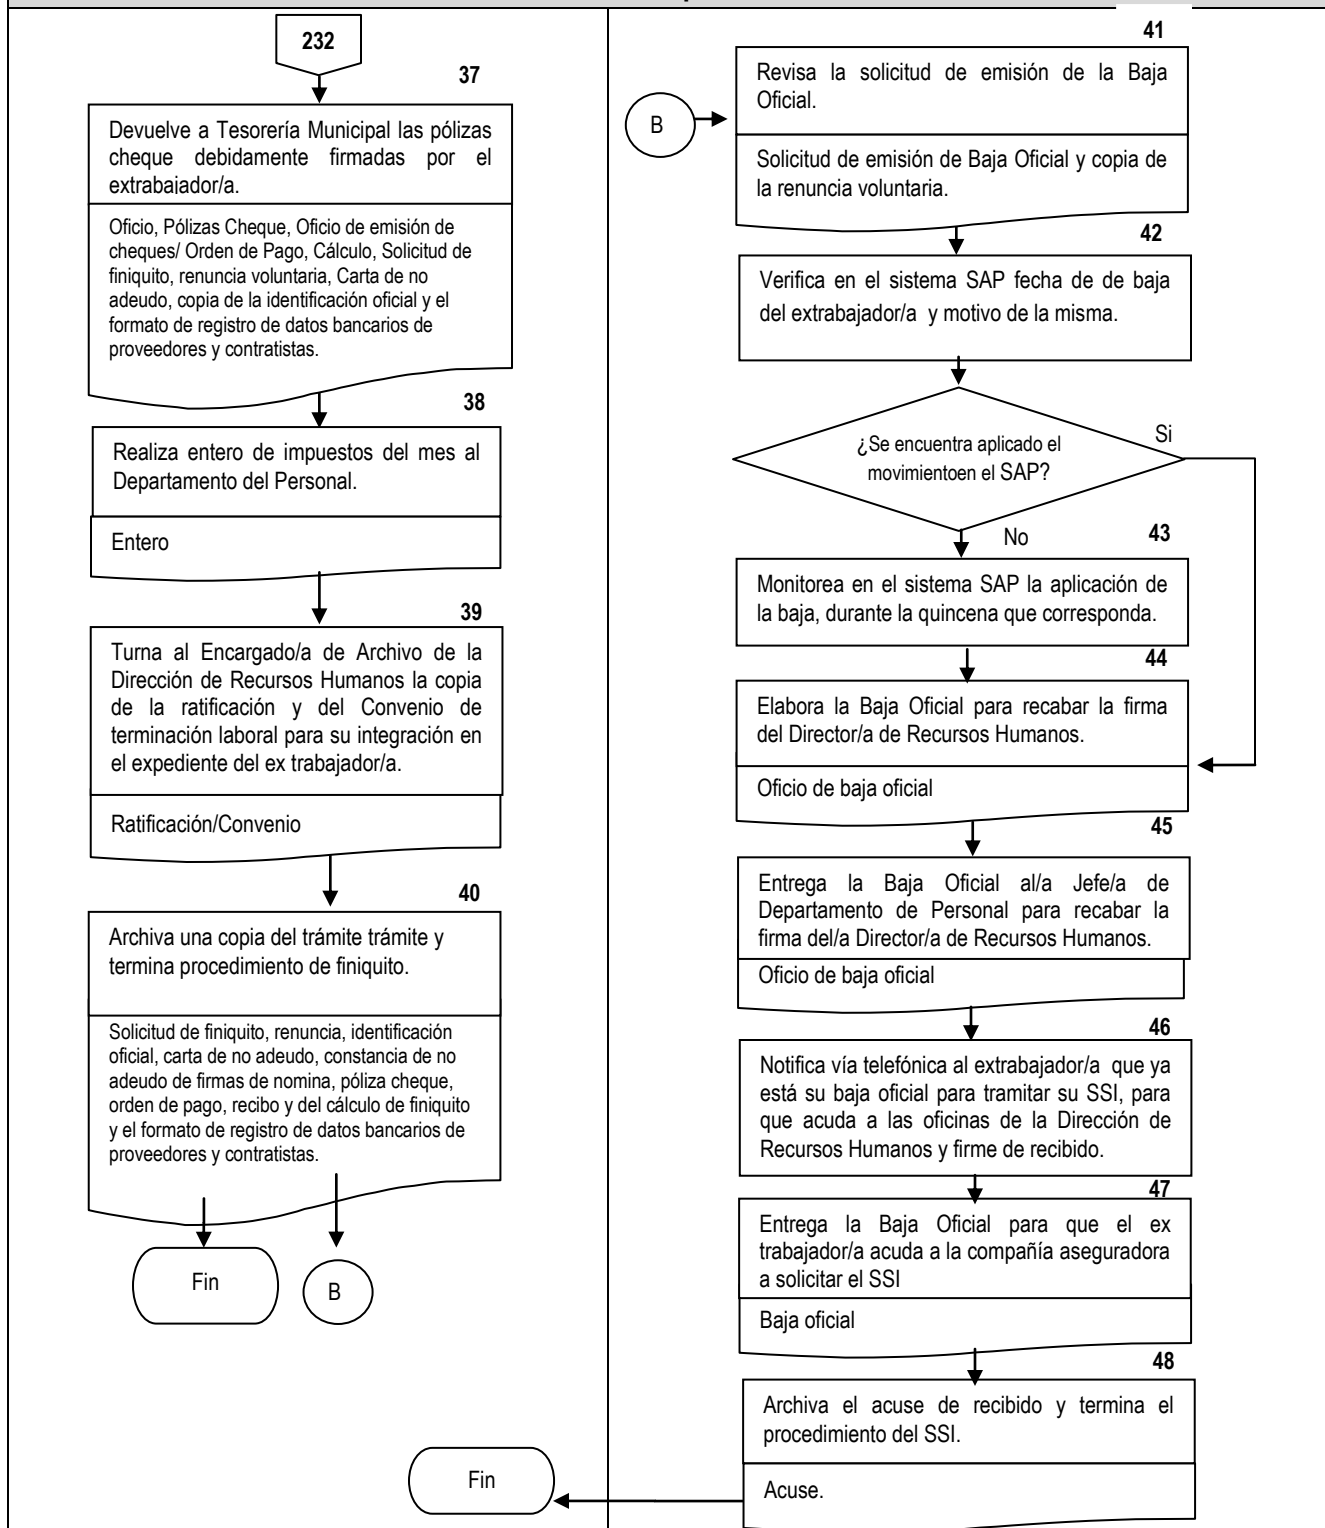 232
37
Devuelve a Tesorería Municipal las pólizas
cheque debidamente firmadas por el
extrabajador/a.
Oficio, Pólizas Cheque, Oficio de emisión de
cheques/ Orden de Pago, Cálculo, Solicitud de
finiquito, renuncia voluntaria, Carta de no
adeudo, copia de la identificación oficial y el
formato de registro de datos bancarios de
proveedores y contratistas.
38
Realiza entero de impuestos del mes al
Departamento del Personal.
Entero
39
Turna al Encargado/a de Archivo de la
Dirección de Recursos Humanos la copia
de la ratificación y del Convenio de
terminación laboral para su integración en
el expediente del ex trabajador/a.
Ratificación/Convenio
40
Archiva una copia del trámite trámite y
termina procedimiento de finiquito.
Solicitud de finiquito, renuncia, identificación
oficial, carta de no adeudo, constancia de no
adeudo de firmas de nomina, póliza cheque,
orden de pago, recibo y del cálculo de finiquito
y el formato de registro de datos bancarios de
proveedores y contratistas.
Fin
B
41
B
Revisa la solicitud de emisión de la Baja
Oficial.
Solicitud de emisión de Baja Oficial y copia de
la renuncia voluntaria.
42
Verifica en el sistema SAP fecha de de baja
del extrabajador/a y motivo de la misma.
¿Se encuentra aplicado el
movimientoen el SAP?
Si
No
43
Monitorea en el sistema SAP la aplicación de
la baja, durante la quincena que corresponda.
44
Elabora la Baja Oficial para recabar la firma
del Director/a de Recursos Humanos.
Oficio de baja oficial
45
Entrega la Baja Oficial al/a Jefe/a de
Departamento de Personal para recabar la
firma del/a Director/a de Recursos Humanos.
Oficio de baja oficial
46
Notifica vía telefónica al extrabajador/a que ya
está su baja oficial para tramitar su SSI, para
que acuda a las oficinas de la Dirección de
Recursos Humanos y firme de recibido.
47
Entrega la Baja Oficial para que el ex
trabajador/a acuda a la compañía aseguradora
a solicitar el SSI
Baja oficial
48
Archiva el acuse de recibido y termina el
procedimiento del SSI.
Acuse.
Fin